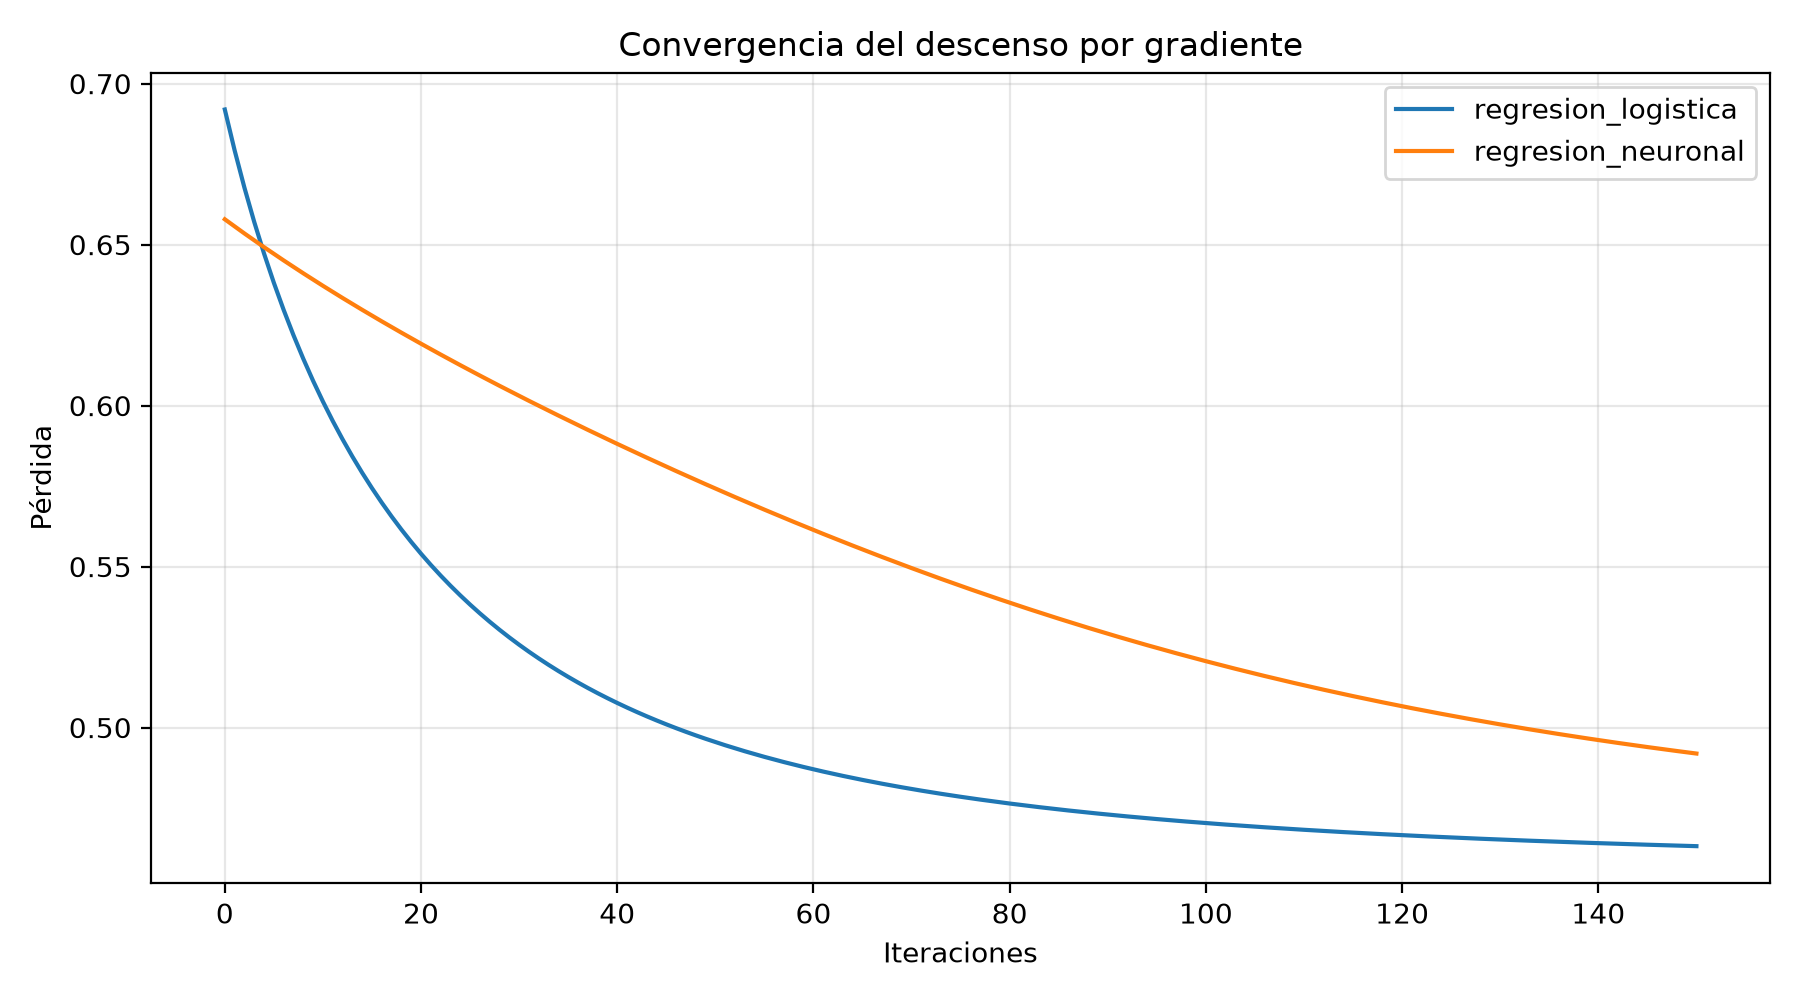 Convergencia del descenso por gradiente
regresion_logistica
regresion_neuronal
Pérdida
0.70
0.65
0.60
0.55
0.50
0 20 40 60 80 100 120 140
Iteraciones